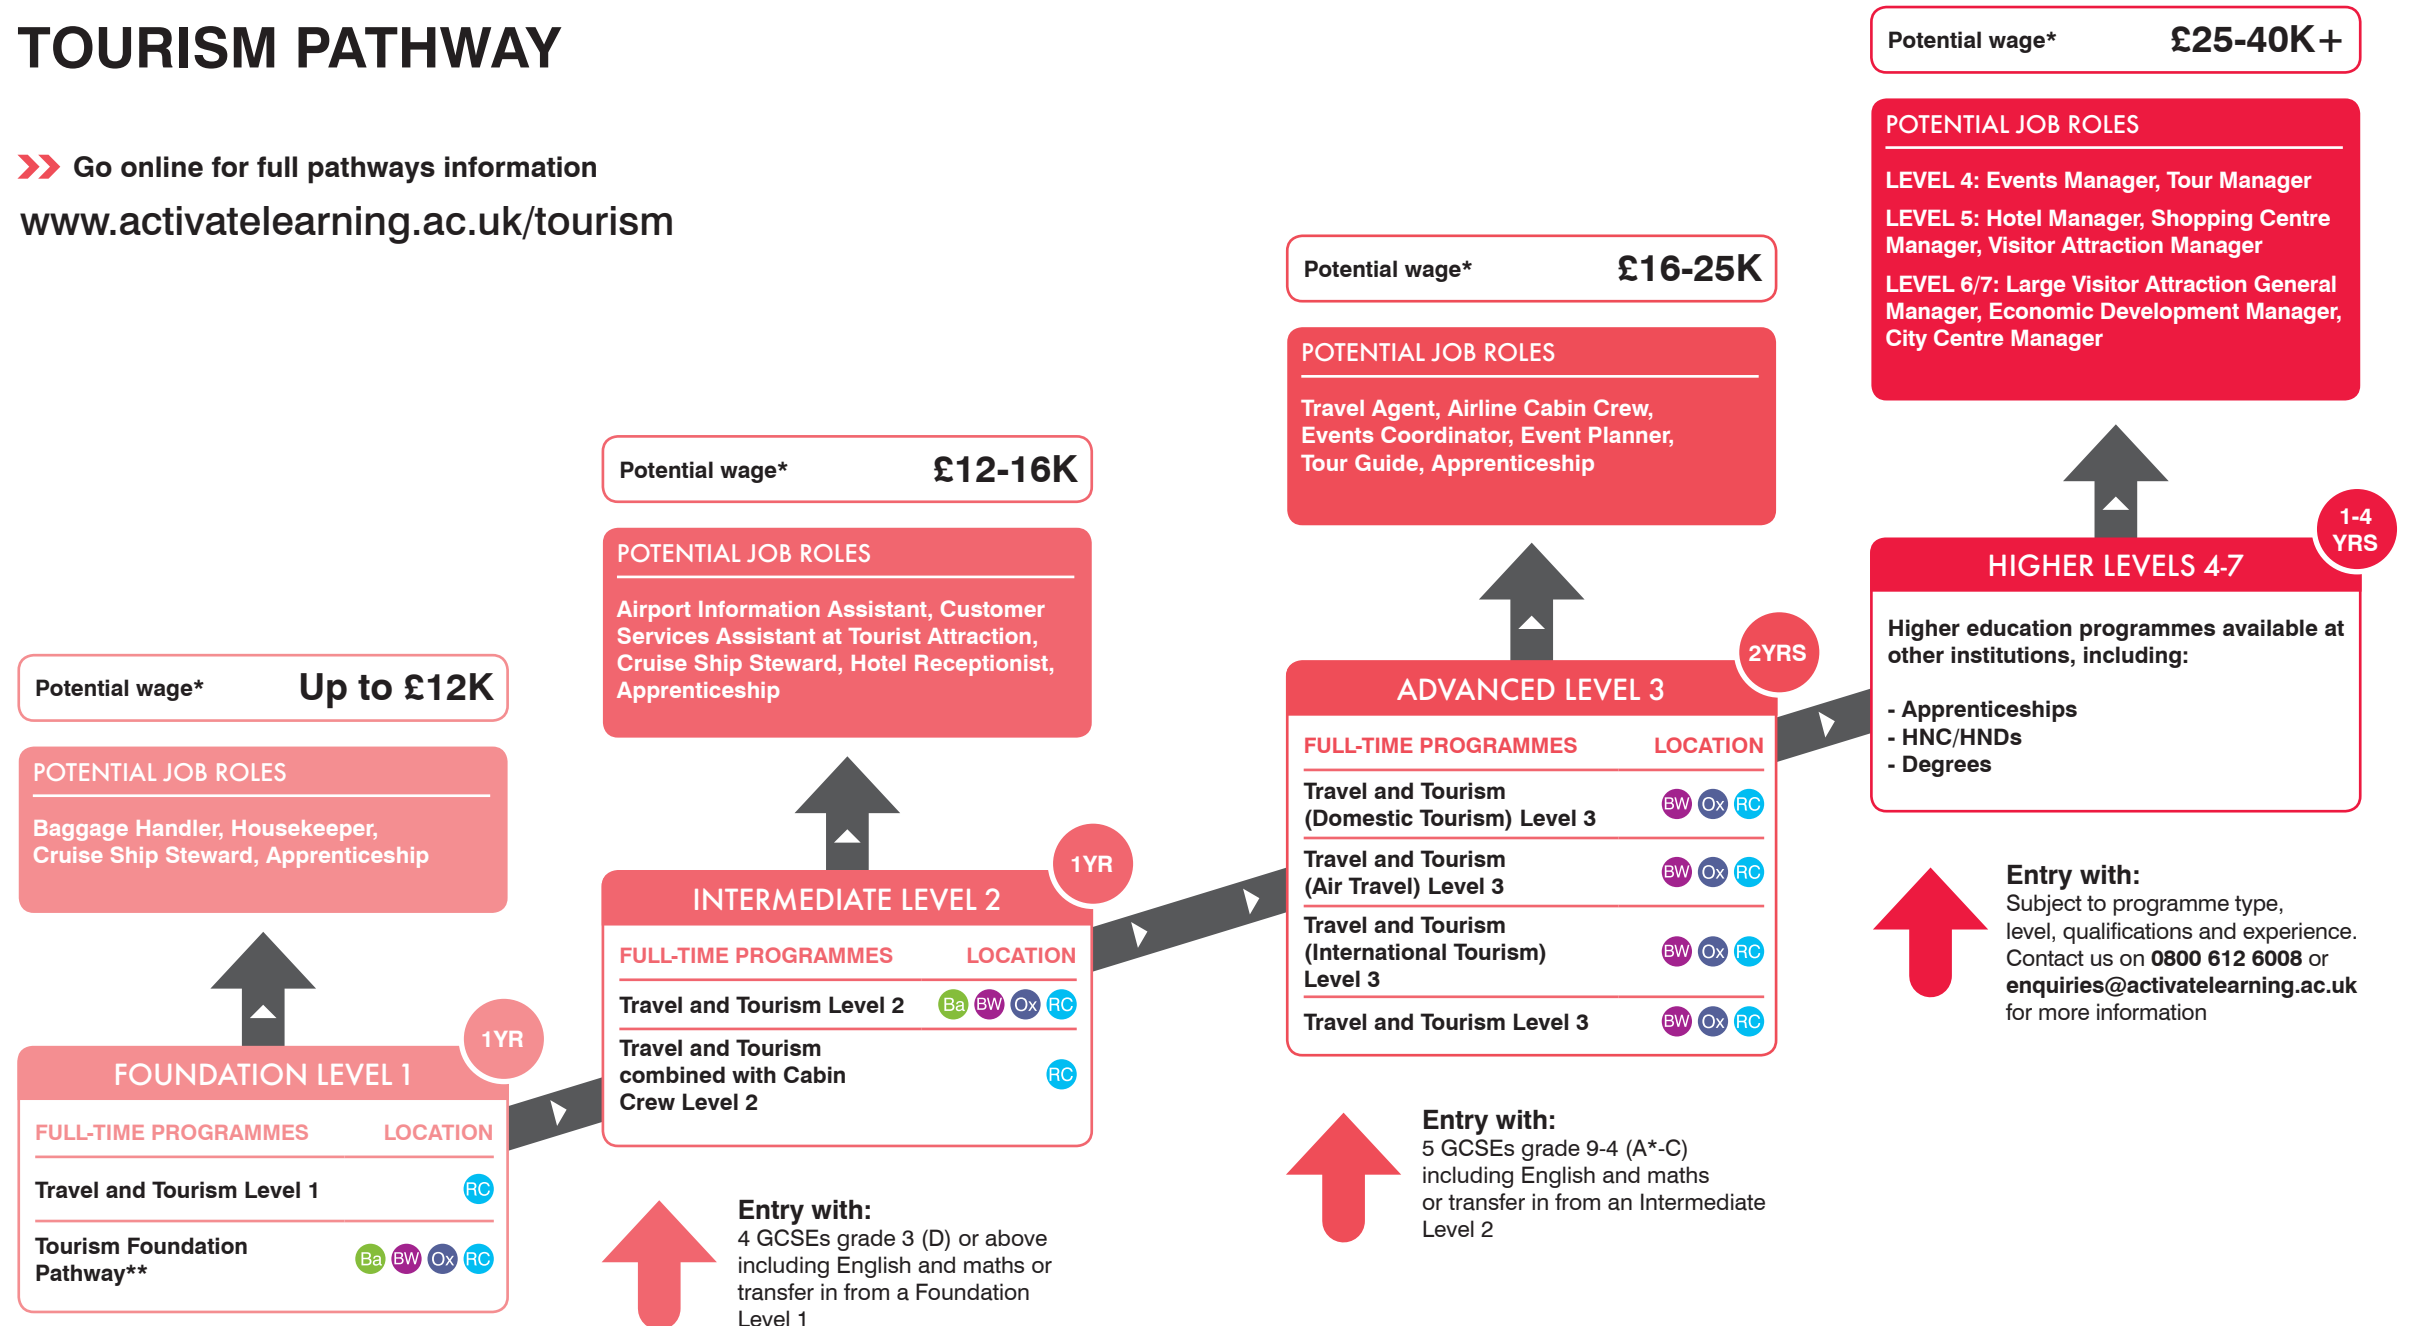 TOURISM PATHWAY
Go online for full pathways information
www.activatelearning.ac.uk/tourism
Potential wage* Up to £12K
POTENTIAL JOB ROLES
Baggage Handler, Housekeeper,
Cruise Ship Steward, Apprenticeship
1YR
FOUNDATION LEVEL 1
FULL-TIME PROGRAMMES LOCATION
Travel and Tourism Level 1 RC
Tourism Foundation
Pathway** Ba BW Ox RC
Potential wage* £12-16K
POTENTIAL JOB ROLES
Airport Information Assistant, Customer
Services Assistant at Tourist Attraction,
Cruise Ship Steward, Hotel Receptionist,
Apprenticeship
1YR
INTERMEDIATE LEVEL 2
FULL-TIME PROGRAMMES LOCATION
Travel and Tourism Level 2 Ba BW Ox RC
Travel and Tourism
combined with Cabin RC
Crew Level 2
Entry with:
4 GCSEs grade 3 (D) or above
including English and maths or
transfer in from a Foundation
Level 1
Potential wage* £16-25K
POTENTIAL JOB ROLES
Travel Agent, Airline Cabin Crew,
Events Coordinator, Event Planner,
Tour Guide, Apprenticeship
2YRS
ADVANCED LEVEL 3
FULL-TIME PROGRAMMES LOCATION
Travel and Tourism
(Domestic Tourism) Level 3 BW Ox RC
Travel and Tourism
(Air Travel) Level 3 BW Ox RC
Travel and Tourism
(International Tourism) BW Ox RC
Level 3
Travel and Tourism Level 3 BW Ox RC
Entry with:
5 GCSEs grade 9-4 (A*-C)
including English and maths
or transfer in from an Intermediate
Level 2
Potential wage* £25-40K+
POTENTIAL JOB ROLES
LEVEL 4: Events Manager, Tour Manager
LEVEL 5: Hotel Manager, Shopping Centre
Manager, Visitor Attraction Manager
LEVEL 6/7: Large Visitor Attraction General
Manager, Economic Development Manager,
City Centre Manager
1-4
YRS
HIGHER LEVELS 4-7
Higher education programmes available at
other institutions, including:
- Apprenticeships
- HNC/HNDs
- Degrees
Entry with:
Subject to programme type,
level, qualifications and experience.
Contact us on 0800 612 6008 or
enquiries@activatelearning.ac.uk
for more information